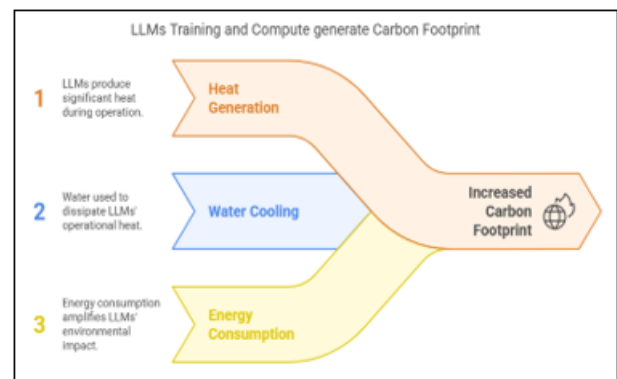 LLMs Training and Compute generate Carbon Footprint
1
LLMs produce
significant heat
during operation.
Heat
Generation
2
Water used to
dissipate LLMs'
operational heat.
Water Cooling
Increased
Carbon
Footprint
3
Energy consumption
amplifies LLMs'
environmental
impact.
Energy
Consumption